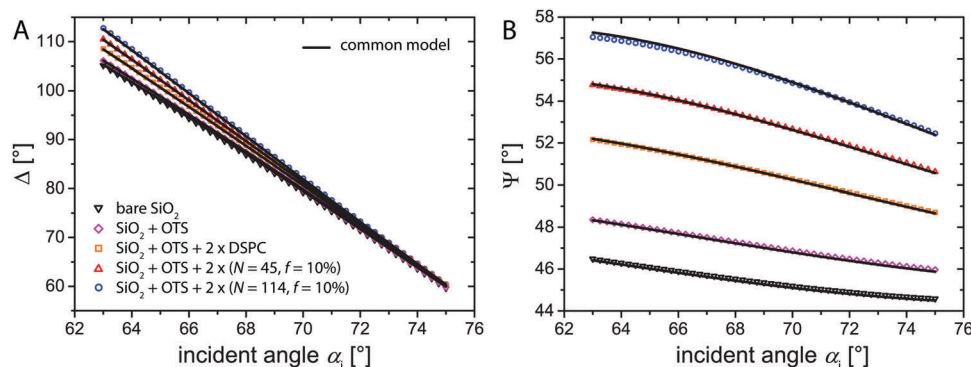 A
common model
Δ [°]
110
100
90
80
70
60
bare SiO₂
SiO₂ + OTS
SiO₂ + OTS + 2 x DSPC
SiO₂ + OTS + 2 x (N = 45, f = 10%)
SiO₂ + OTS + 2 x (N = 114, f = 10%)
62 64 66 68 70 72 74 76
incident angle αᵢ [°]
B
Ψ [°]
58
56
54
52
50
48
46
44
62 64 66 68 70 72 74 76
incident angle αᵢ [°]